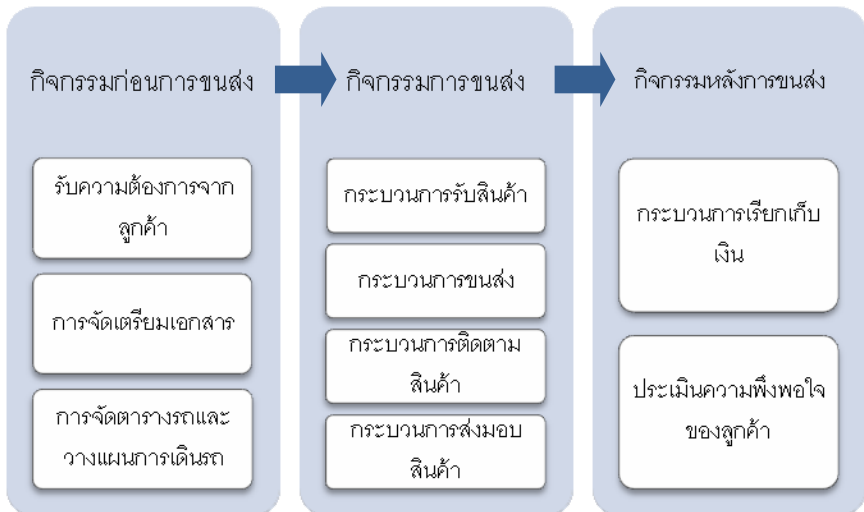 กิจกรรมก่อนการขนส่ง
รับความต้องการจาก
ลูกค้า
การจัดเตรียมเอกสาร
การจัดตารางรถและ
วางแผนการเดินรถ
กิจกรรมการขนส่ง
กระบวนการรับสินค้า
กระบวนการขนส่ง
กระบวนการติดตาม
สินค้า
กระบวนการส่งมอบ
สินค้า
กิจกรรมหลังการขนส่ง
กระบวนการเรียกเก็บ
เงิน
ประเมินความพึงพอใจ
ของลูกค้า